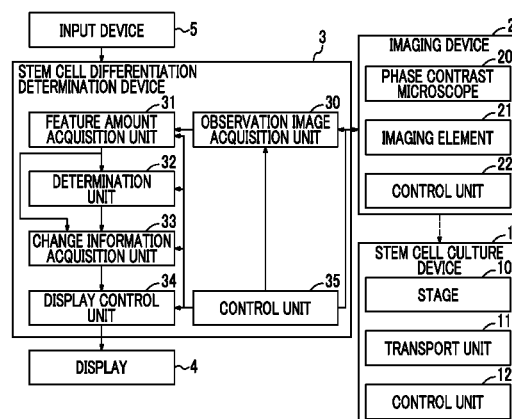 INPUT DEVICE
5
3
STEM CELL DIFFERENTIATION
DETERMINATION DEVICE
31
FEATURE AMOUNT
ACQUISITION UNIT
30
OBSERVATION IMAGE
ACQUISITION UNIT
32
DETERMINATION
UNIT
33
CHANGE INFORMATION
ACQUISITION UNIT
34
DISPLAY CONTROL
UNIT
35
CONTROL UNIT
DISPLAY
4
2
IMAGING DEVICE
20
PHASE CONTRAST
MICROSCOPE
21
IMAGING ELEMENT
22
CONTROL UNIT
1
STEM CELL CULTURE
DEVICE
10
STAGE
11
TRANSPORT UNIT
12
CONTROL UNIT